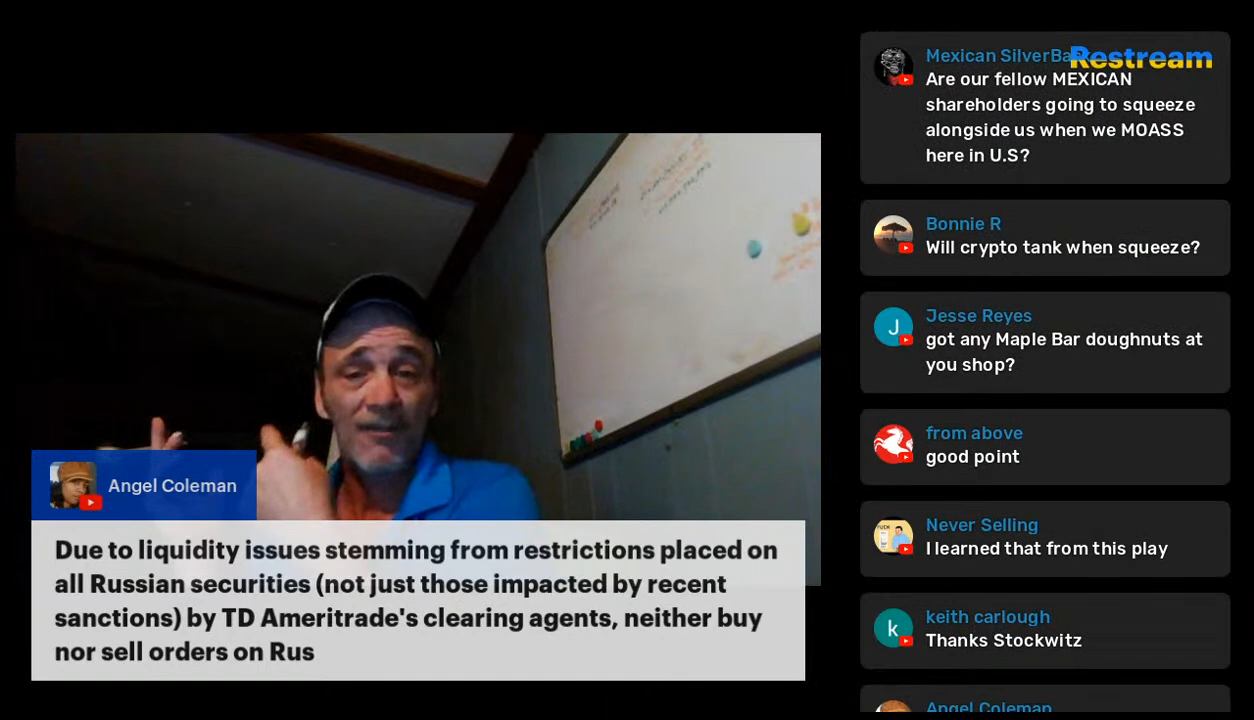 Restream
Mexican SilverBa
Are our fellow MEXICAN
shareholders going to squeeze
alongside us when we MOASS
here in U.S?
Bonnie R
Will crypto tank when squeeze?
Jesse Reyes
got any Maple Bar doughnuts at
you shop?
from above
good point
Never Selling
I learned that from this play
keith carlough
Thanks Stockwitz
Angel Coleman
Angel Coleman
Due to liquidity issues stemming from restrictions placed on
all Russian securities (not just those impacted by recent
sanctions) by TD Ameritrade's clearing agents, neither buy
nor sell orders on Rus